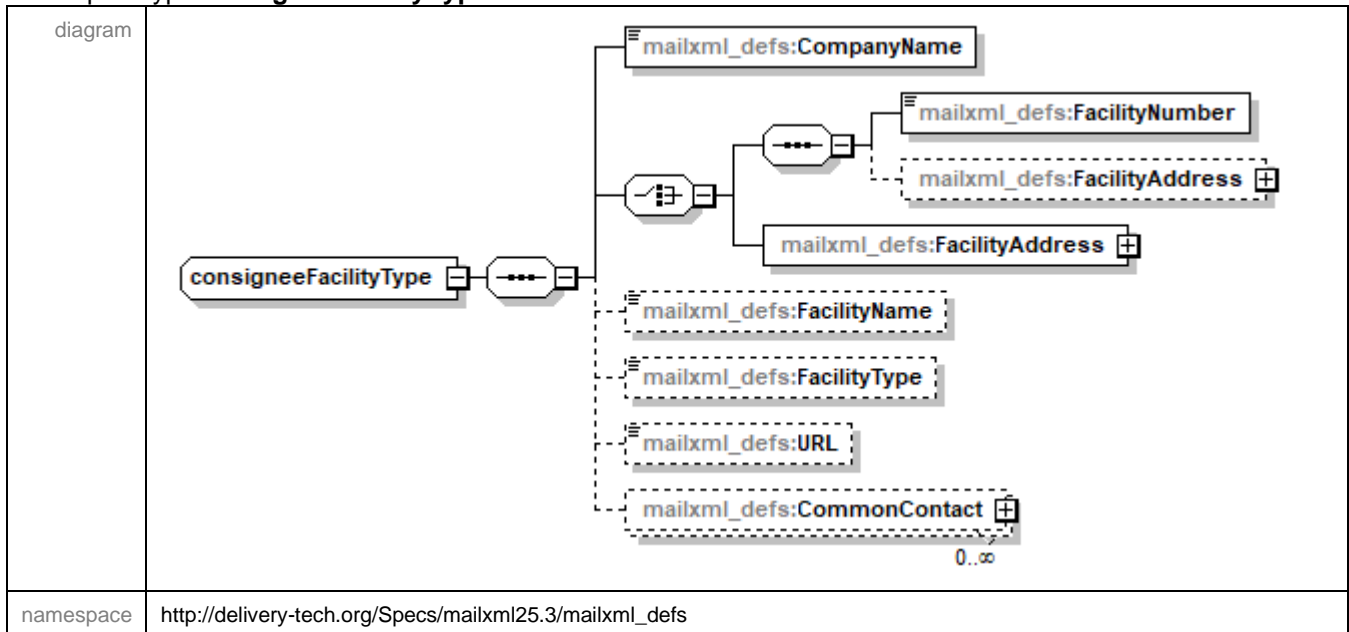 diagram
mailxml_defs:CompanyName
mailxml_defs:FacilityNumber
mailxml_defs:FacilityAddress
mailxml_defs:FacilityAddress
consigneeFacilityType
mailxml_defs:FacilityName
mailxml_defs:FacilityType
mailxml_defs:URL
mailxml_defs:CommonContact
0..∞
namespace http://delivery-tech.org/Specs/mailxml25.3/mailxml_defs